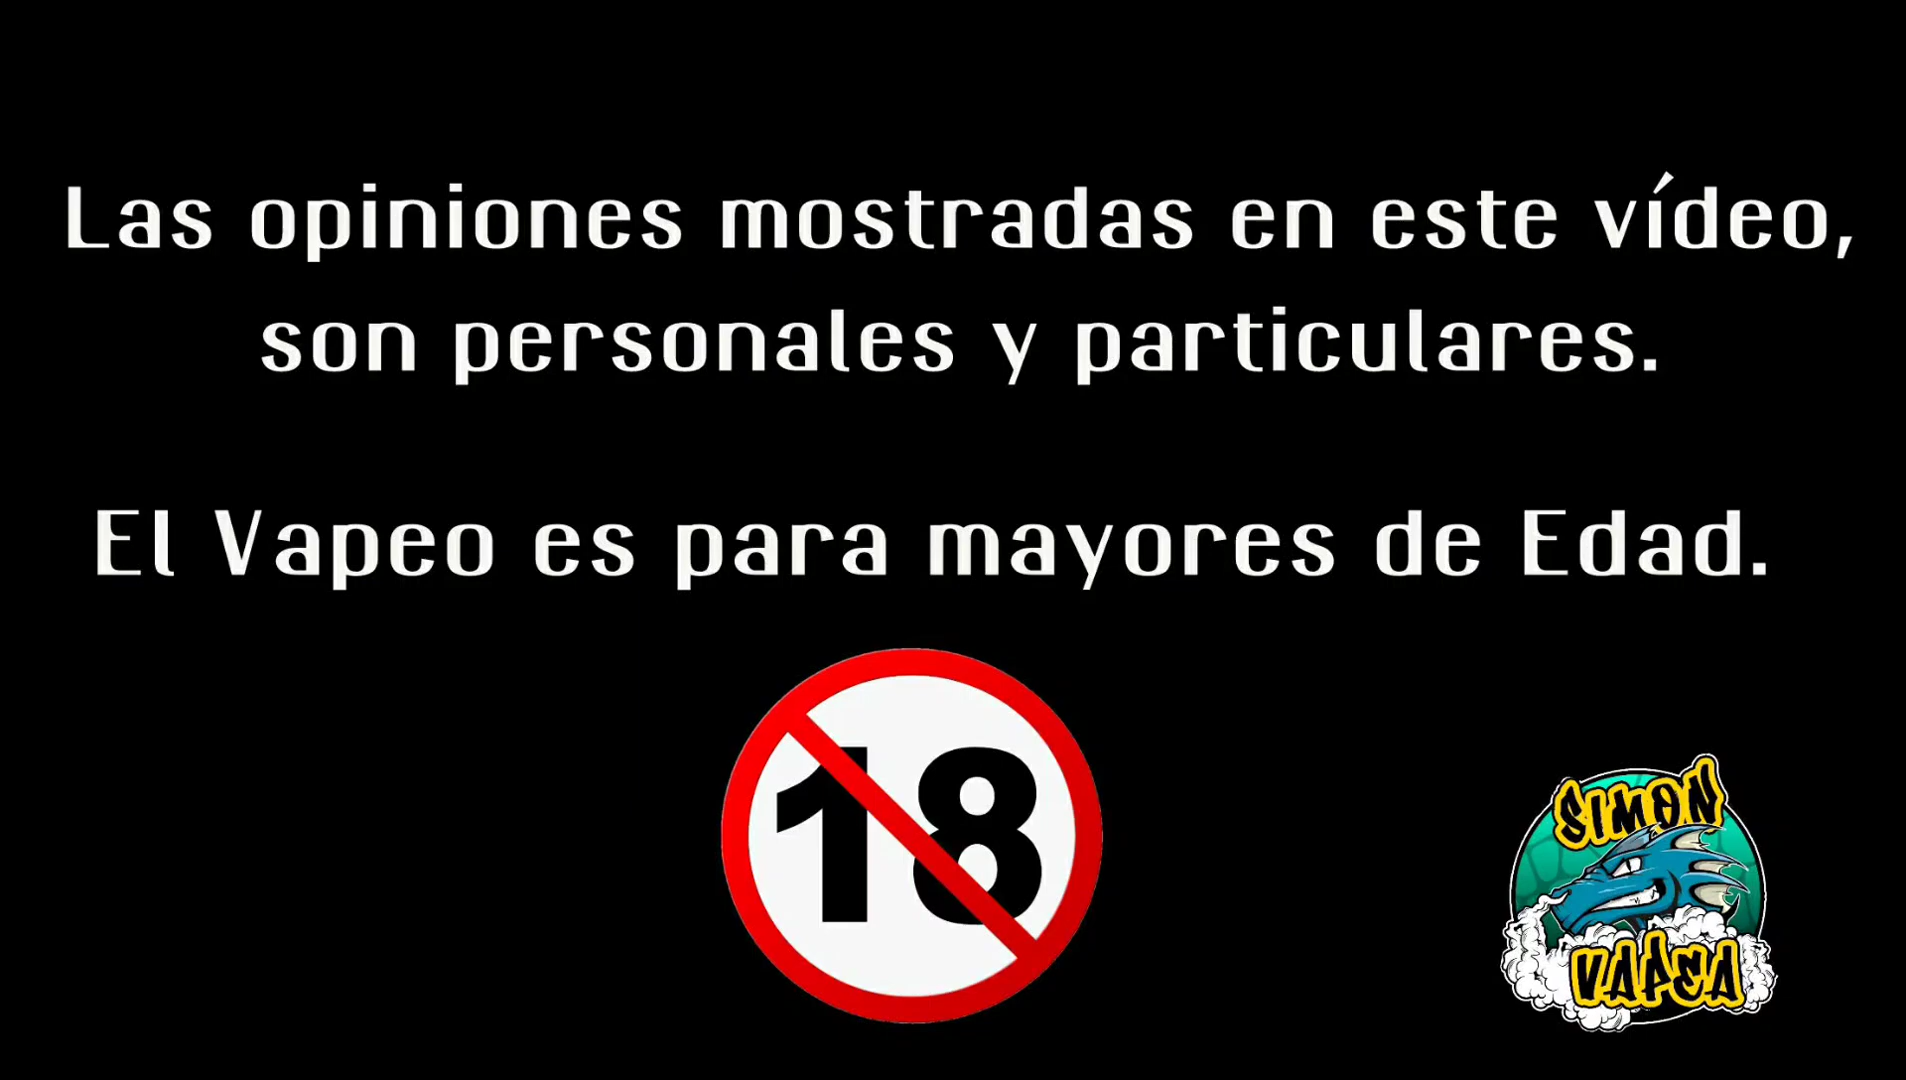 Las opiniones mostradas en este vídeo,
son personales y particulares.
El Vapeo es para mayores de Edad.
18
SIMON
VAPEA